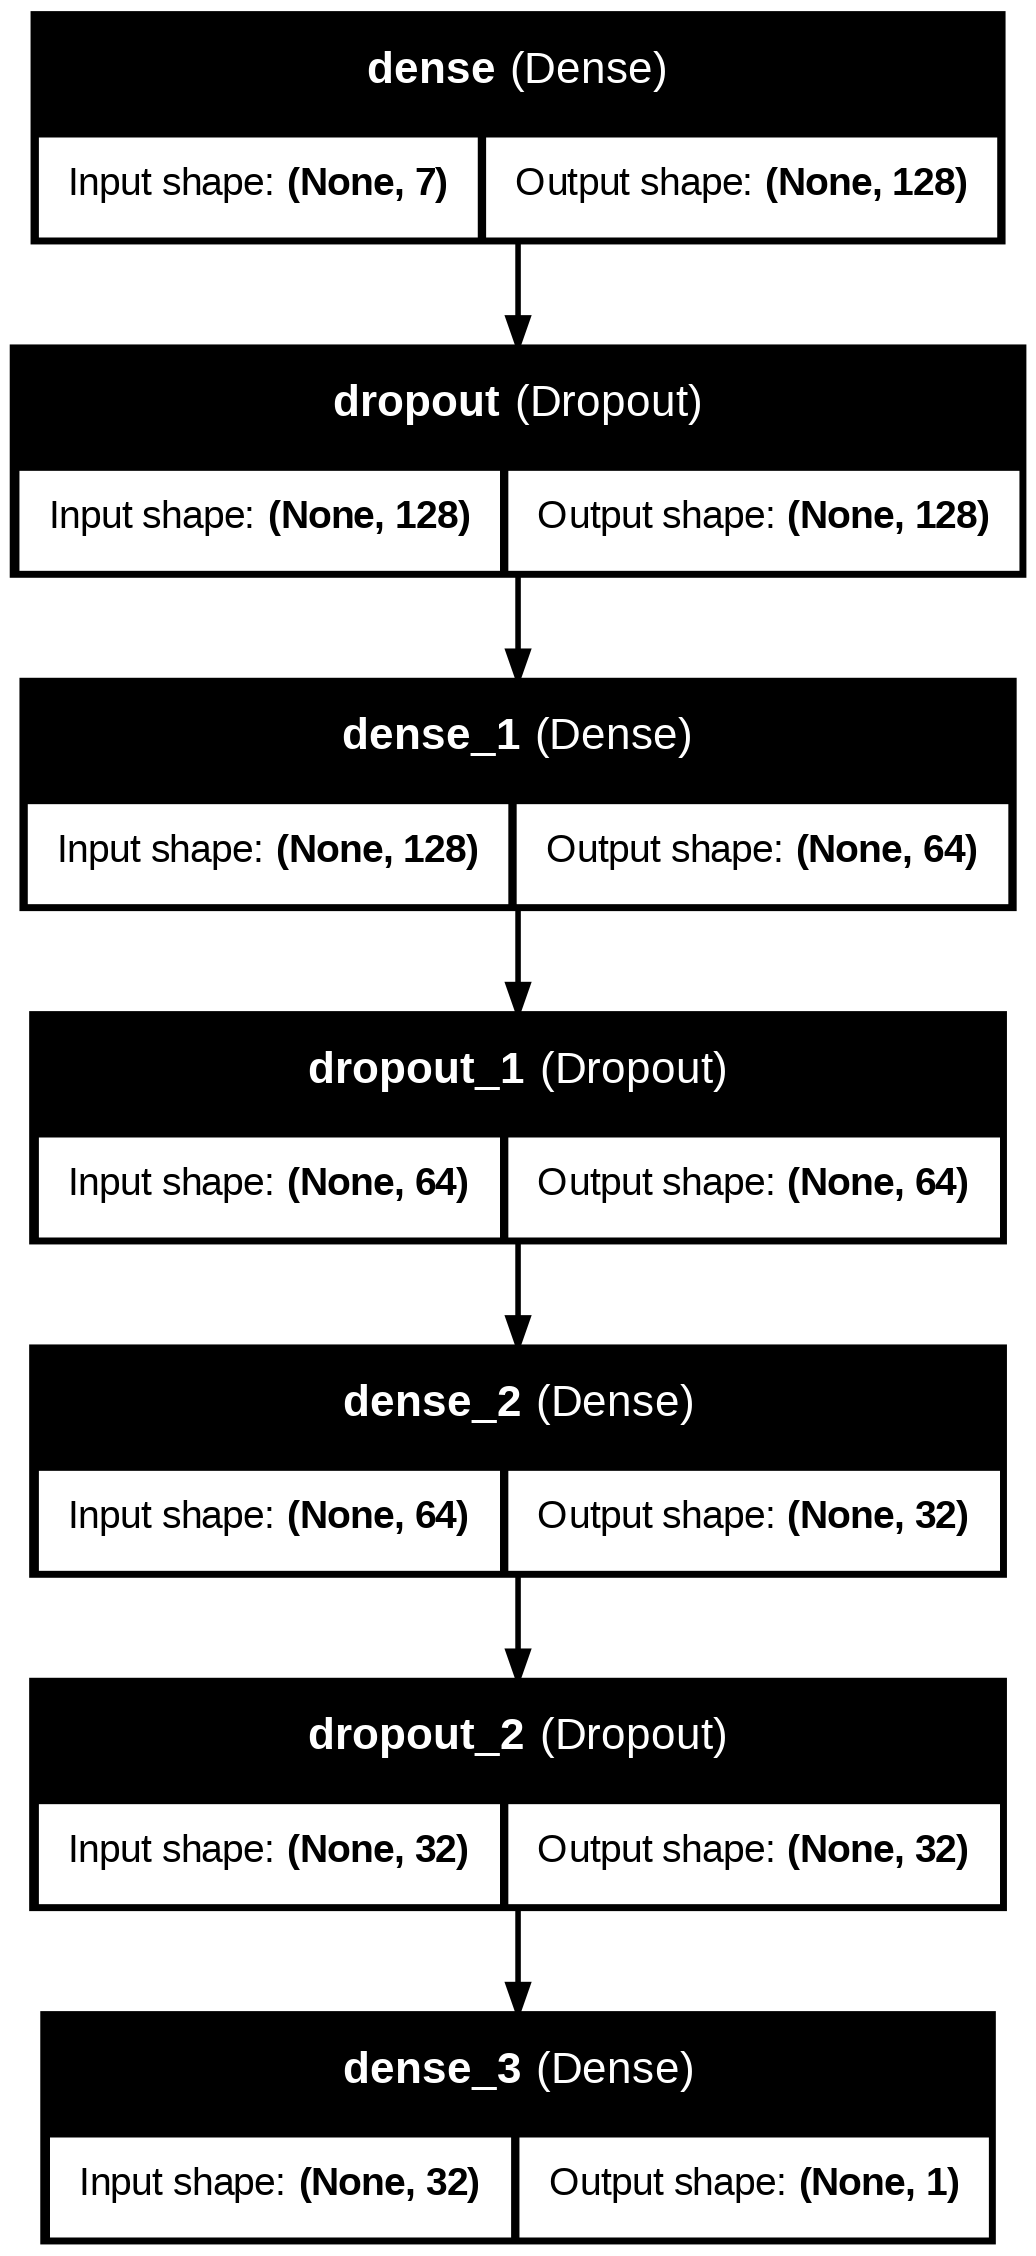 dense (Dense)
Input shape: (None, 7) Output shape: (None, 128)
dropout (Dropout)
Input shape: (None, 128) Output shape: (None, 128)
dense_1 (Dense)
Input shape: (None, 128) Output shape: (None, 64)
dropout_1 (Dropout)
Input shape: (None, 64) Output shape: (None, 64)
dense_2 (Dense)
Input shape: (None, 64) Output shape: (None, 32)
dropout_2 (Dropout)
Input shape: (None, 32) Output shape: (None, 32)
dense_3 (Dense)
Input shape: (None, 32) Output shape: (None, 1)